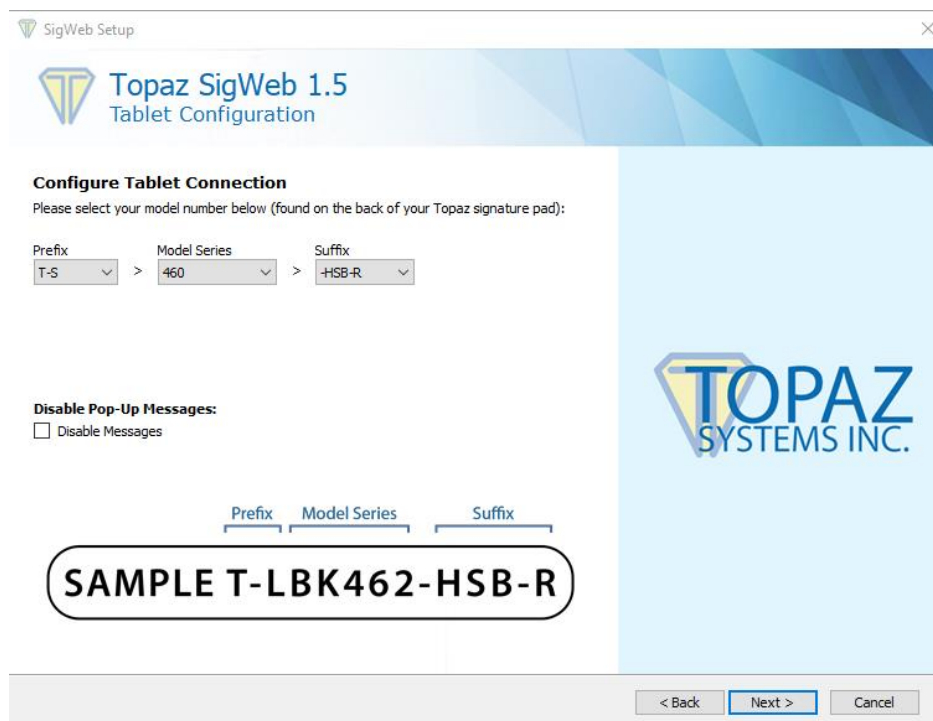 SigWeb Setup
Topaz SigWeb 1.5
Tablet Configuration
Configure Tablet Connection
Please select your model number below (found on the back of your Topaz signature pad):
Prefix Model Series Suffix
T-S > 460 > -HSB-R
TOPAZ
SYSTEMS INC.
Disable Pop-Up Messages:
Disable Messages
Prefix Model Series Suffix
SAMPLE T-LBK462-HSB-R
< Back Next > Cancel